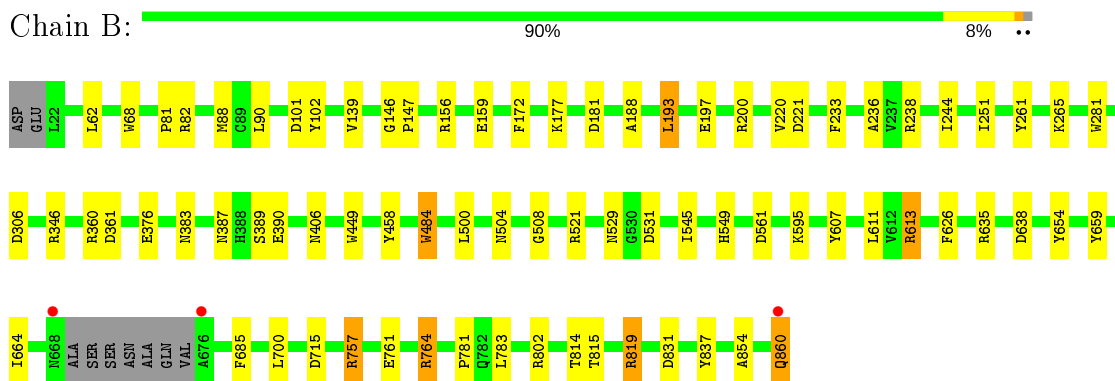 Chain B:
90% 8% ••
ASP GLU L22 L62 W68 P81 R82 M88 C89 L90 D101 Y102 V139 G146 P147 R156 E159 F172 K177 D181 A188 L193 E197 R200 V220 D221 F233 A236 V237 R238 I244 I251 Y261 K265 W281
D306 R346 R360 D361 E376 N383 N387 H388 S389 E390 N406 W449 Y458 W484 L500 N504 G508 R521 N529 G530 D531 I545 H549 D561 K595 Y607 L611 V612 R613 F626 R635 D638 Y654 Y659
I664 N668 ALA SER SER ASN ALA GLN VAL A676 F685 L700 D715 R757 E761 R764 P781 Q782 L783 R802 T814 T815 R819 D831 Y837 A854 Q860